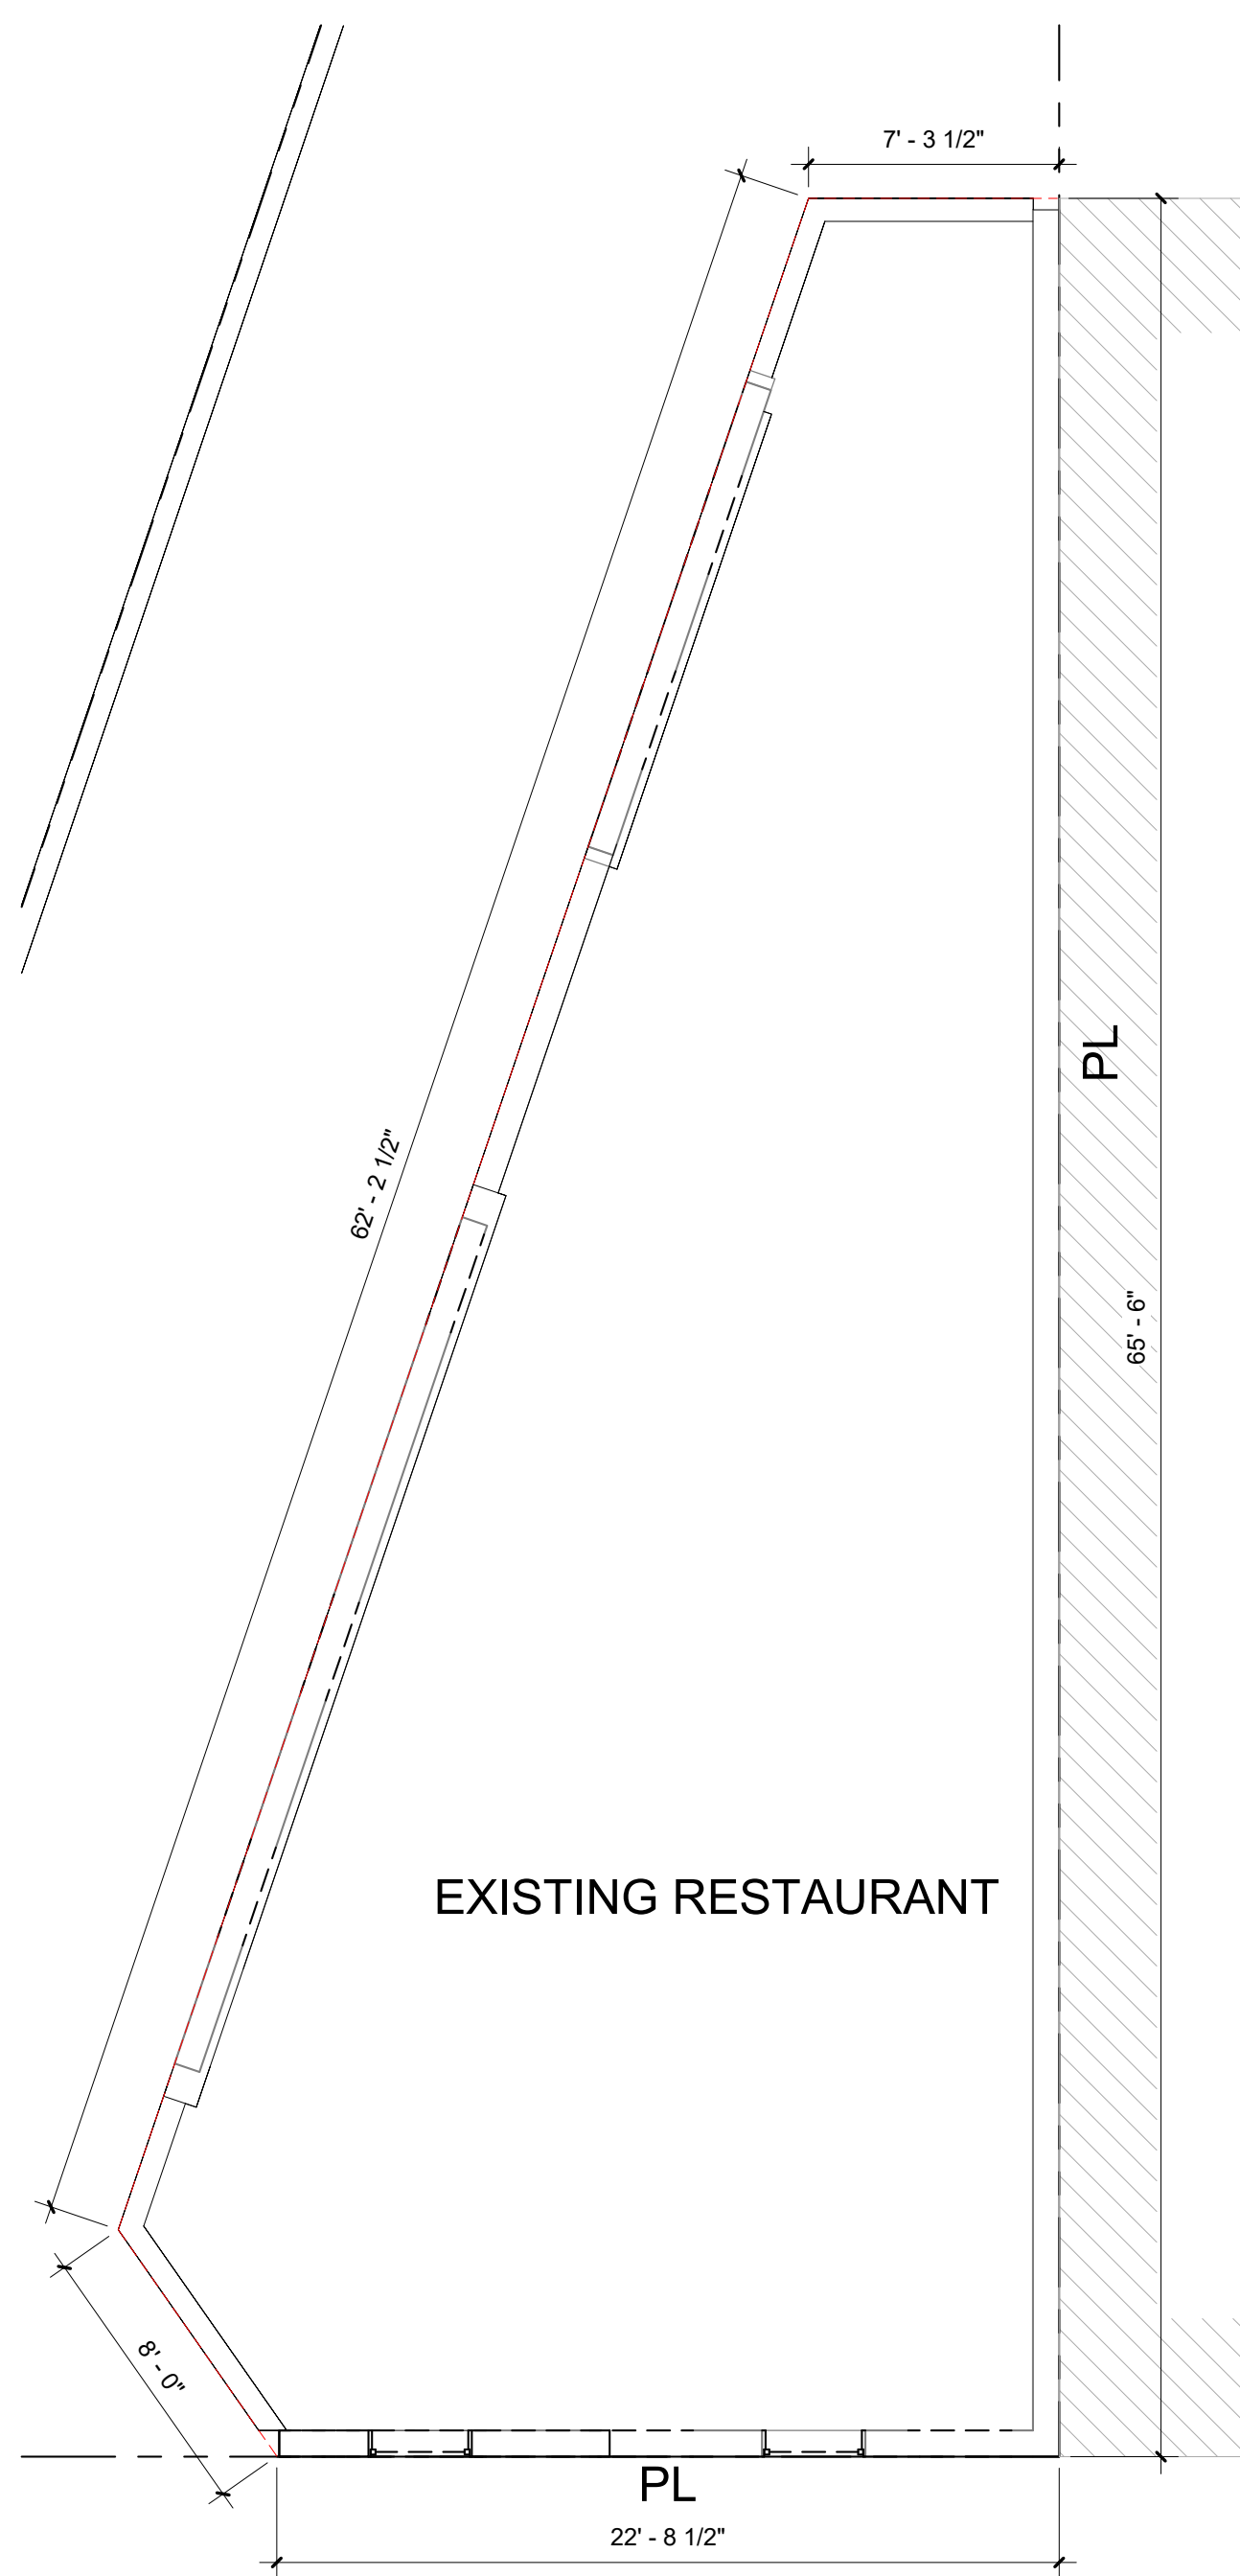 7' - 3 1/2"
PL
62' - 2 1/2"
65' - 6"
EXISTING RESTAURANT
8' - 0"
PL
22' - 8 1/2"